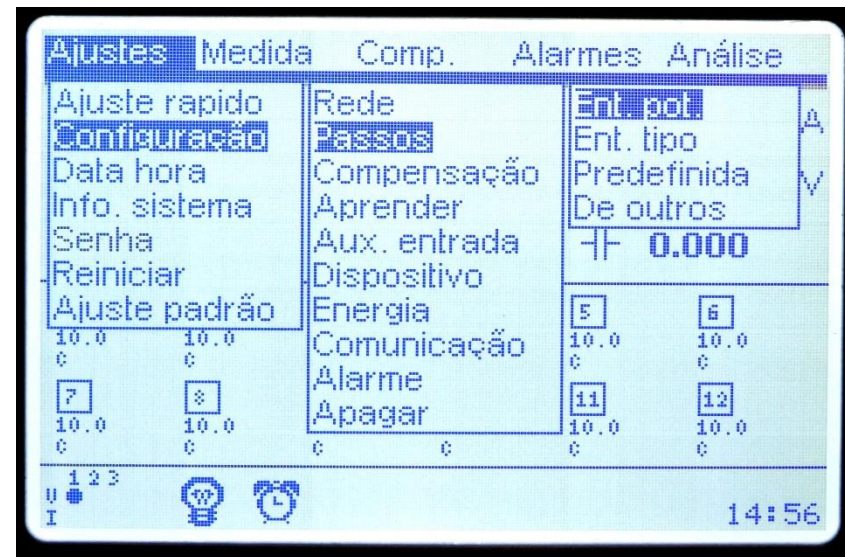 Ajustes Medida Comp. Alarmes Análise
Ajuste rapido
Configuração
Data hora
Info. sistema
Senha
Reiniciar
Ajuste padrão
Rede
Passos
Compensação
Aprender
Aux. entrada
Dispositivo
Energia
Comunicação
Alarme
Apagar
Ent. pot.
Ent. tipo
Predefinida
De outros
A
V
0.000
5 6
10.0 10.0 10.0 10.0
C C C C
7 8 11 12
10.0 10.0 10.0 10.0
C C C C C C
1 2 3
V
I
14:56